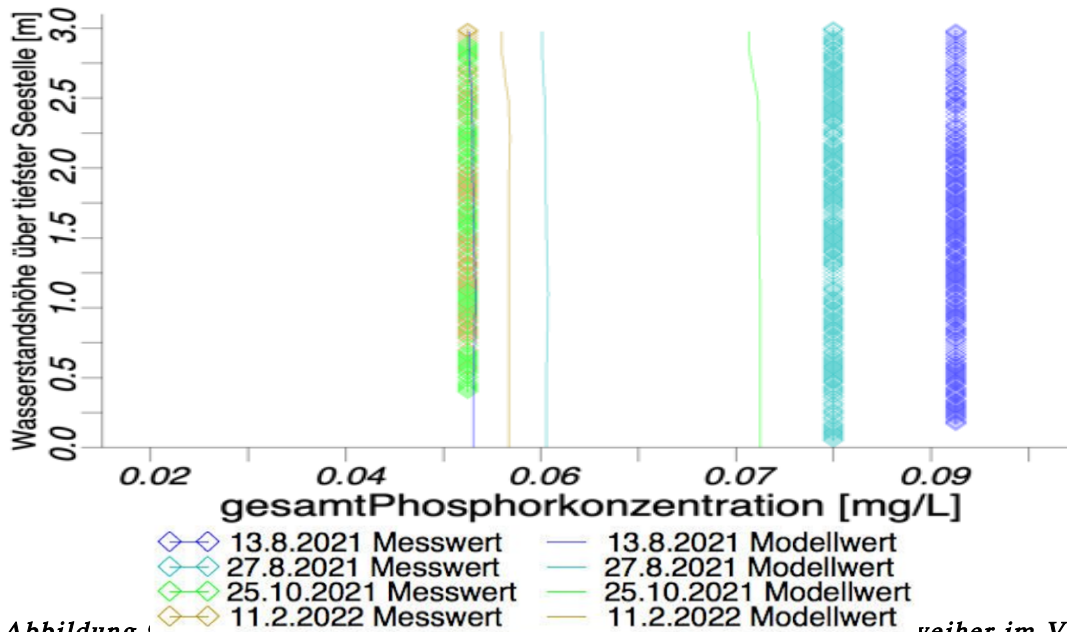 Wasserstandshöhe über tiefster Seestelle [m]
3.0
2.5
2.0
1.5
1.0
0.5
0.0
0.02 0.04 0.06 0.07 0.09
gesamtPhosphorkonzentration [mg/L]
13.8.2021 Messwert 13.8.2021 Modellwert
27.8.2021 Messwert 27.8.2021 Modellwert
25.10.2021 Messwert 25.10.2021 Modellwert
11.2.2022 Messwert 11.2.2022 Modellwert
Abbildung weiher im V